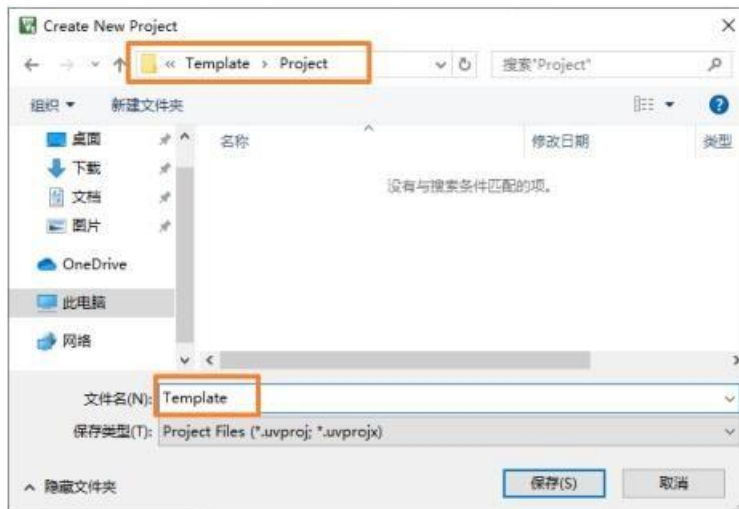 Create New Project
« Template › Project
搜索"Project"
组织
新建文件夹
桌面
下载
文档
图片
OneDrive
此电脑
网络
名称
修改日期
类型
没有与搜索条件匹配的项。
文件名(N): Template
保存类型(T): Project Files (*.uvproj; *.uvprojx)
隐藏文件夹
保存(S)
取消